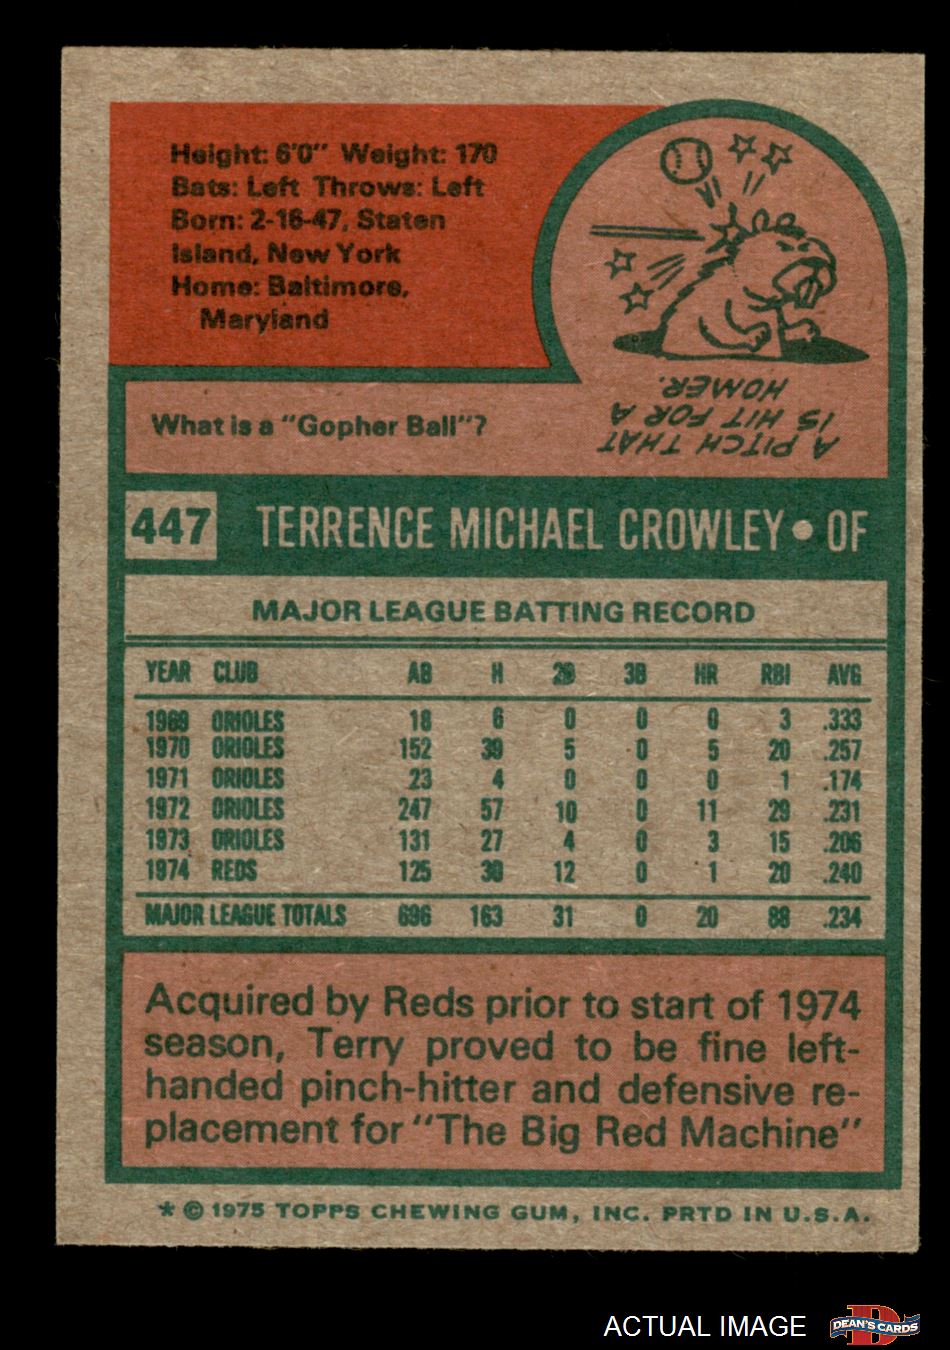 Height: 6'0" Weight: 170
Bats: Left Throws: Left
Born: 2-16-47, Staten
Island, New York
Home: Baltimore,
Maryland
What is a "Gopher Ball"?
A PITCH THAT
IS HIT FOR A
HOMER.
447 TERRENCE MICHAEL CROWLEY • OF
MAJOR LEAGUE BATTING RECORD
YEAR CLUB AB H 2B 3B HR RBI AVG
1969 ORIOLES 18 6 0 0 0 3 .333
1970 ORIOLES 152 39 5 0 5 20 .257
1971 ORIOLES 23 4 0 0 0 1 .174
1972 ORIOLES 247 57 10 0 11 29 .231
1973 ORIOLES 131 27 4 0 3 15 .206
1974 REDS 125 30 12 0 1 20 .240
MAJOR LEAGUE TOTALS 696 163 31 0 20 88 .234
Acquired by Reds prior to start of 1974
season, Terry proved to be fine left-
handed pinch-hitter and defensive re-
placement for "The Big Red Machine"
* © 1975 TOPPS CHEWING GUM, INC. PRTD IN U.S.A.
ACTUAL IMAGE
D
DEAN'S CARDS